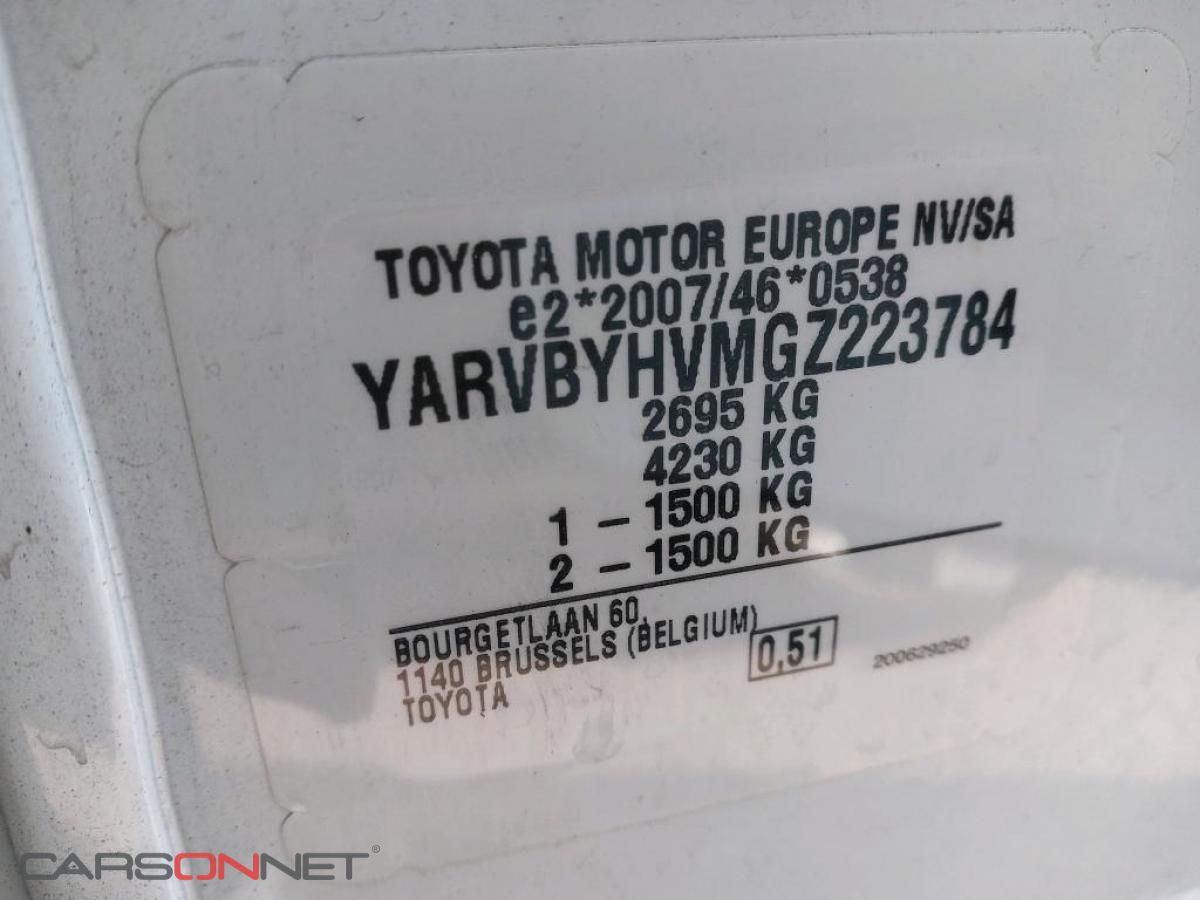 TOYOTA MOTOR EUROPE NV/SA
e2*2007/46*0538
YARVBYHVMGZ223784
2695 KG
4230 KG
1 - 1500 KG
2 - 1500 KG
BOURGETLAAN 60,
1140 BRUSSELS (BELGIUM)
TOYOTA
0,51
200629250
CARSONNET®